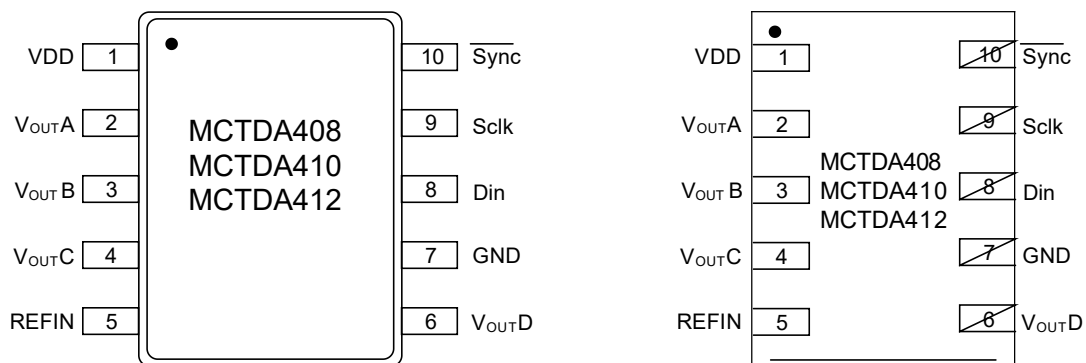 VDD 1 10 Sync
VOUTA 2 9 Sclk
VOUTB 3 8 Din
VOUTC 4 7 GND
REFIN 5 6 VOUTD
MCTDA408
MCTDA410
MCTDA412
VDD 1 10 Sync
VOUTA 2 9 Sclk
VOUTB 3 8 Din
VOUTC 4 7 GND
REFIN 5 6 VOUTD
MCTDA408
MCTDA410
MCTDA412